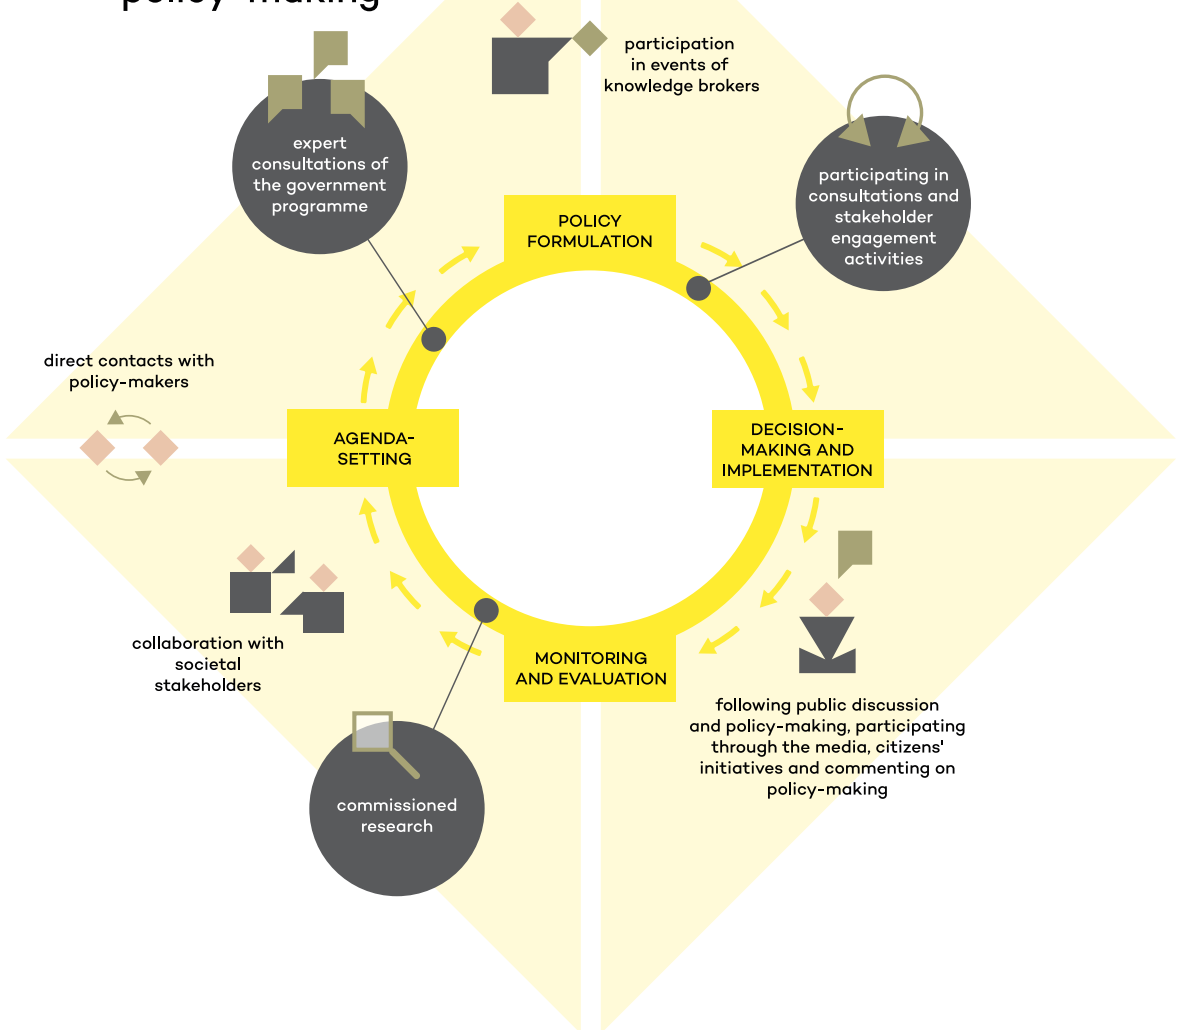 policy-making
participation
in events of
knowledge brokers
expert
consultations of
the government
programme
participating in
consultations and
stakeholder
engagement
activities
POLICY
FORMULATION
direct contacts with
policy-makers
AGENDA-
SETTING
DECISION-
MAKING AND
IMPLEMENTATION
collaboration with
societal
stakeholders
MONITORING
AND EVALUATION
following public discussion
and policy-making, participating
through the media, citizens'
initiatives and commenting on
policy-making
commissioned
research